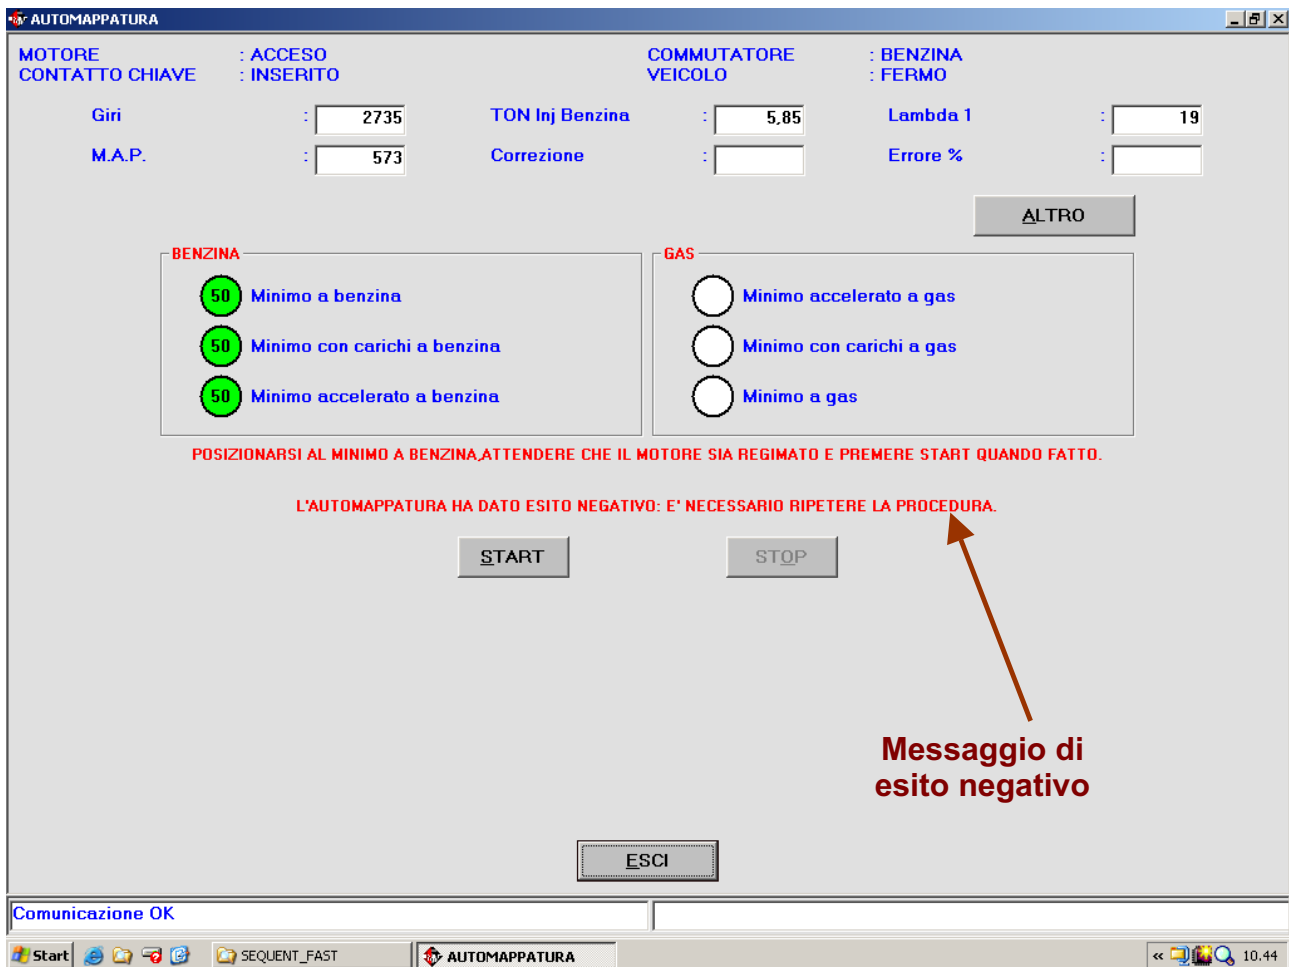 AUTOMAPPATURA
MOTORE : ACCESO COMMUTATORE : BENZINA
CONTATTO CHIAVE : INSERITO VEICOLO : FERMO
Giri : 2735 TON Inj Benzina : 5,85 Lambda 1 : 19
M.A.P. : 573 Correzione : Errore % :
ALTRO
BENZINA GAS
50 Minimo a benzina Minimo accelerato a gas
50 Minimo con carichi a benzina Minimo con carichi a gas
50 Minimo accelerato a benzina Minimo a gas
POSIZIONARSI AL MINIMO A BENZINA,ATTENDERE CHE IL MOTORE SIA REGIMATO E PREMERE START QUANDO FATTO.
L'AUTOMAPPATURA HA DATO ESITO NEGATIVO: E' NECESSARIO RIPETERE LA PROCEDURA.
START STOP
Messaggio di
esito negativo
ESCI
Comunicazione OK
Start SEQUENT_FAST AUTOMAPPATURA « 10.44